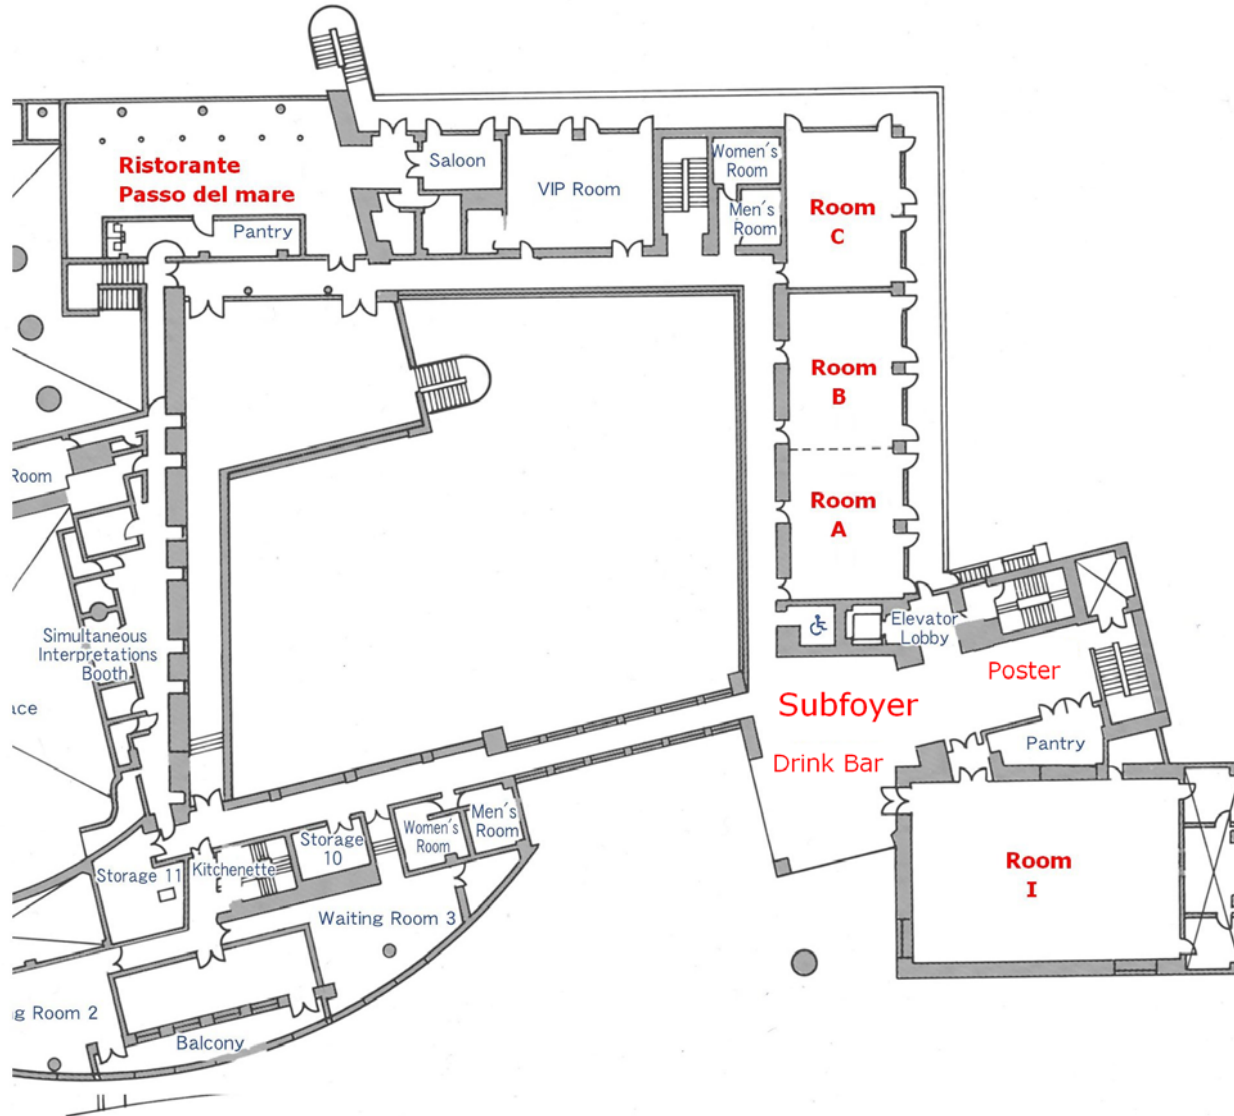 Ristorante
Passo del mare
Pantry
Saloon
VIP Room
Women's
Room
Men's
Room
Room
C
Room
B
Room
A
Room
Simultaneous
Interpretations
Booth
ace
Elevator
Lobby
Poster
Subfoyer
Drink Bar
Pantry
Room
I
Men's
Room
Women's
Room
Storage
10
Kitchenette
Storage 11
Waiting Room 3
g Room 2
Balcony